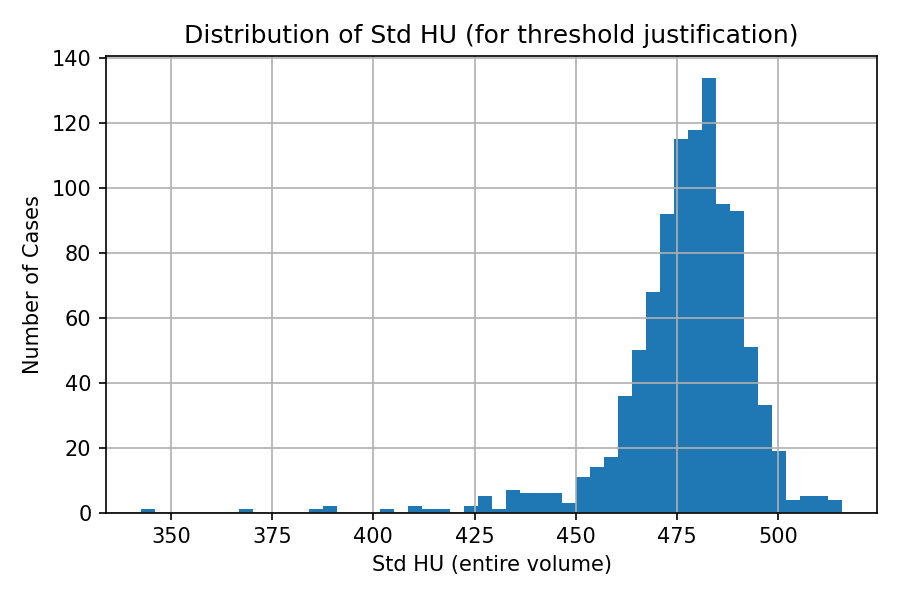 Distribution of Std HU (for threshold justification)
140
120
100
80
60
40
20
0
Number of Cases
350 375 400 425 450 475 500
Std HU (entire volume)